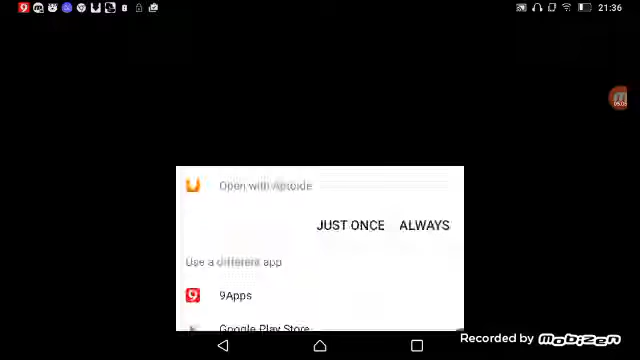 21:36
Open with Aptoide
JUST ONCE ALWAYS
Use a different app
9Apps
Google Play Store
Recorded by MOBIZEN